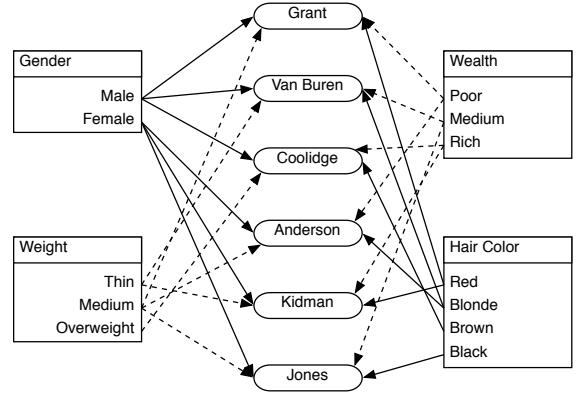 Grant
Gender
Male
Female
Van Buren
Wealth
Poor
Medium
Rich
Coolidge
Anderson
Weight
Thin
Medium
Overweight
Hair Color
Red
Blonde
Brown
Black
Kidman
Jones